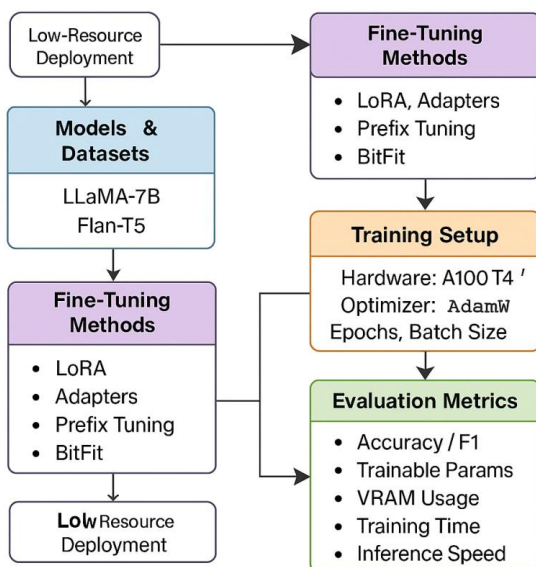 Low-Resource
Deployment
Models & 
Datasets
LLaMA-7B
Flan-T5
Fine-Tuning
Methods
• LoRA
• Adapters
• Prefix Tuning
• BitFit
Low Resource
Deployment
Fine-Tuning
Methods
• LoRA, Adapters
• Prefix Tuning
• BitFit
Training Setup
Hardware: A100 T4 ′
Optimizer: AdamW
Epochs, Batch Size
Evaluation Metrics
• Accuracy / F1
• Trainable Params
• VRAM Usage
• Training Time
• Inference Speed